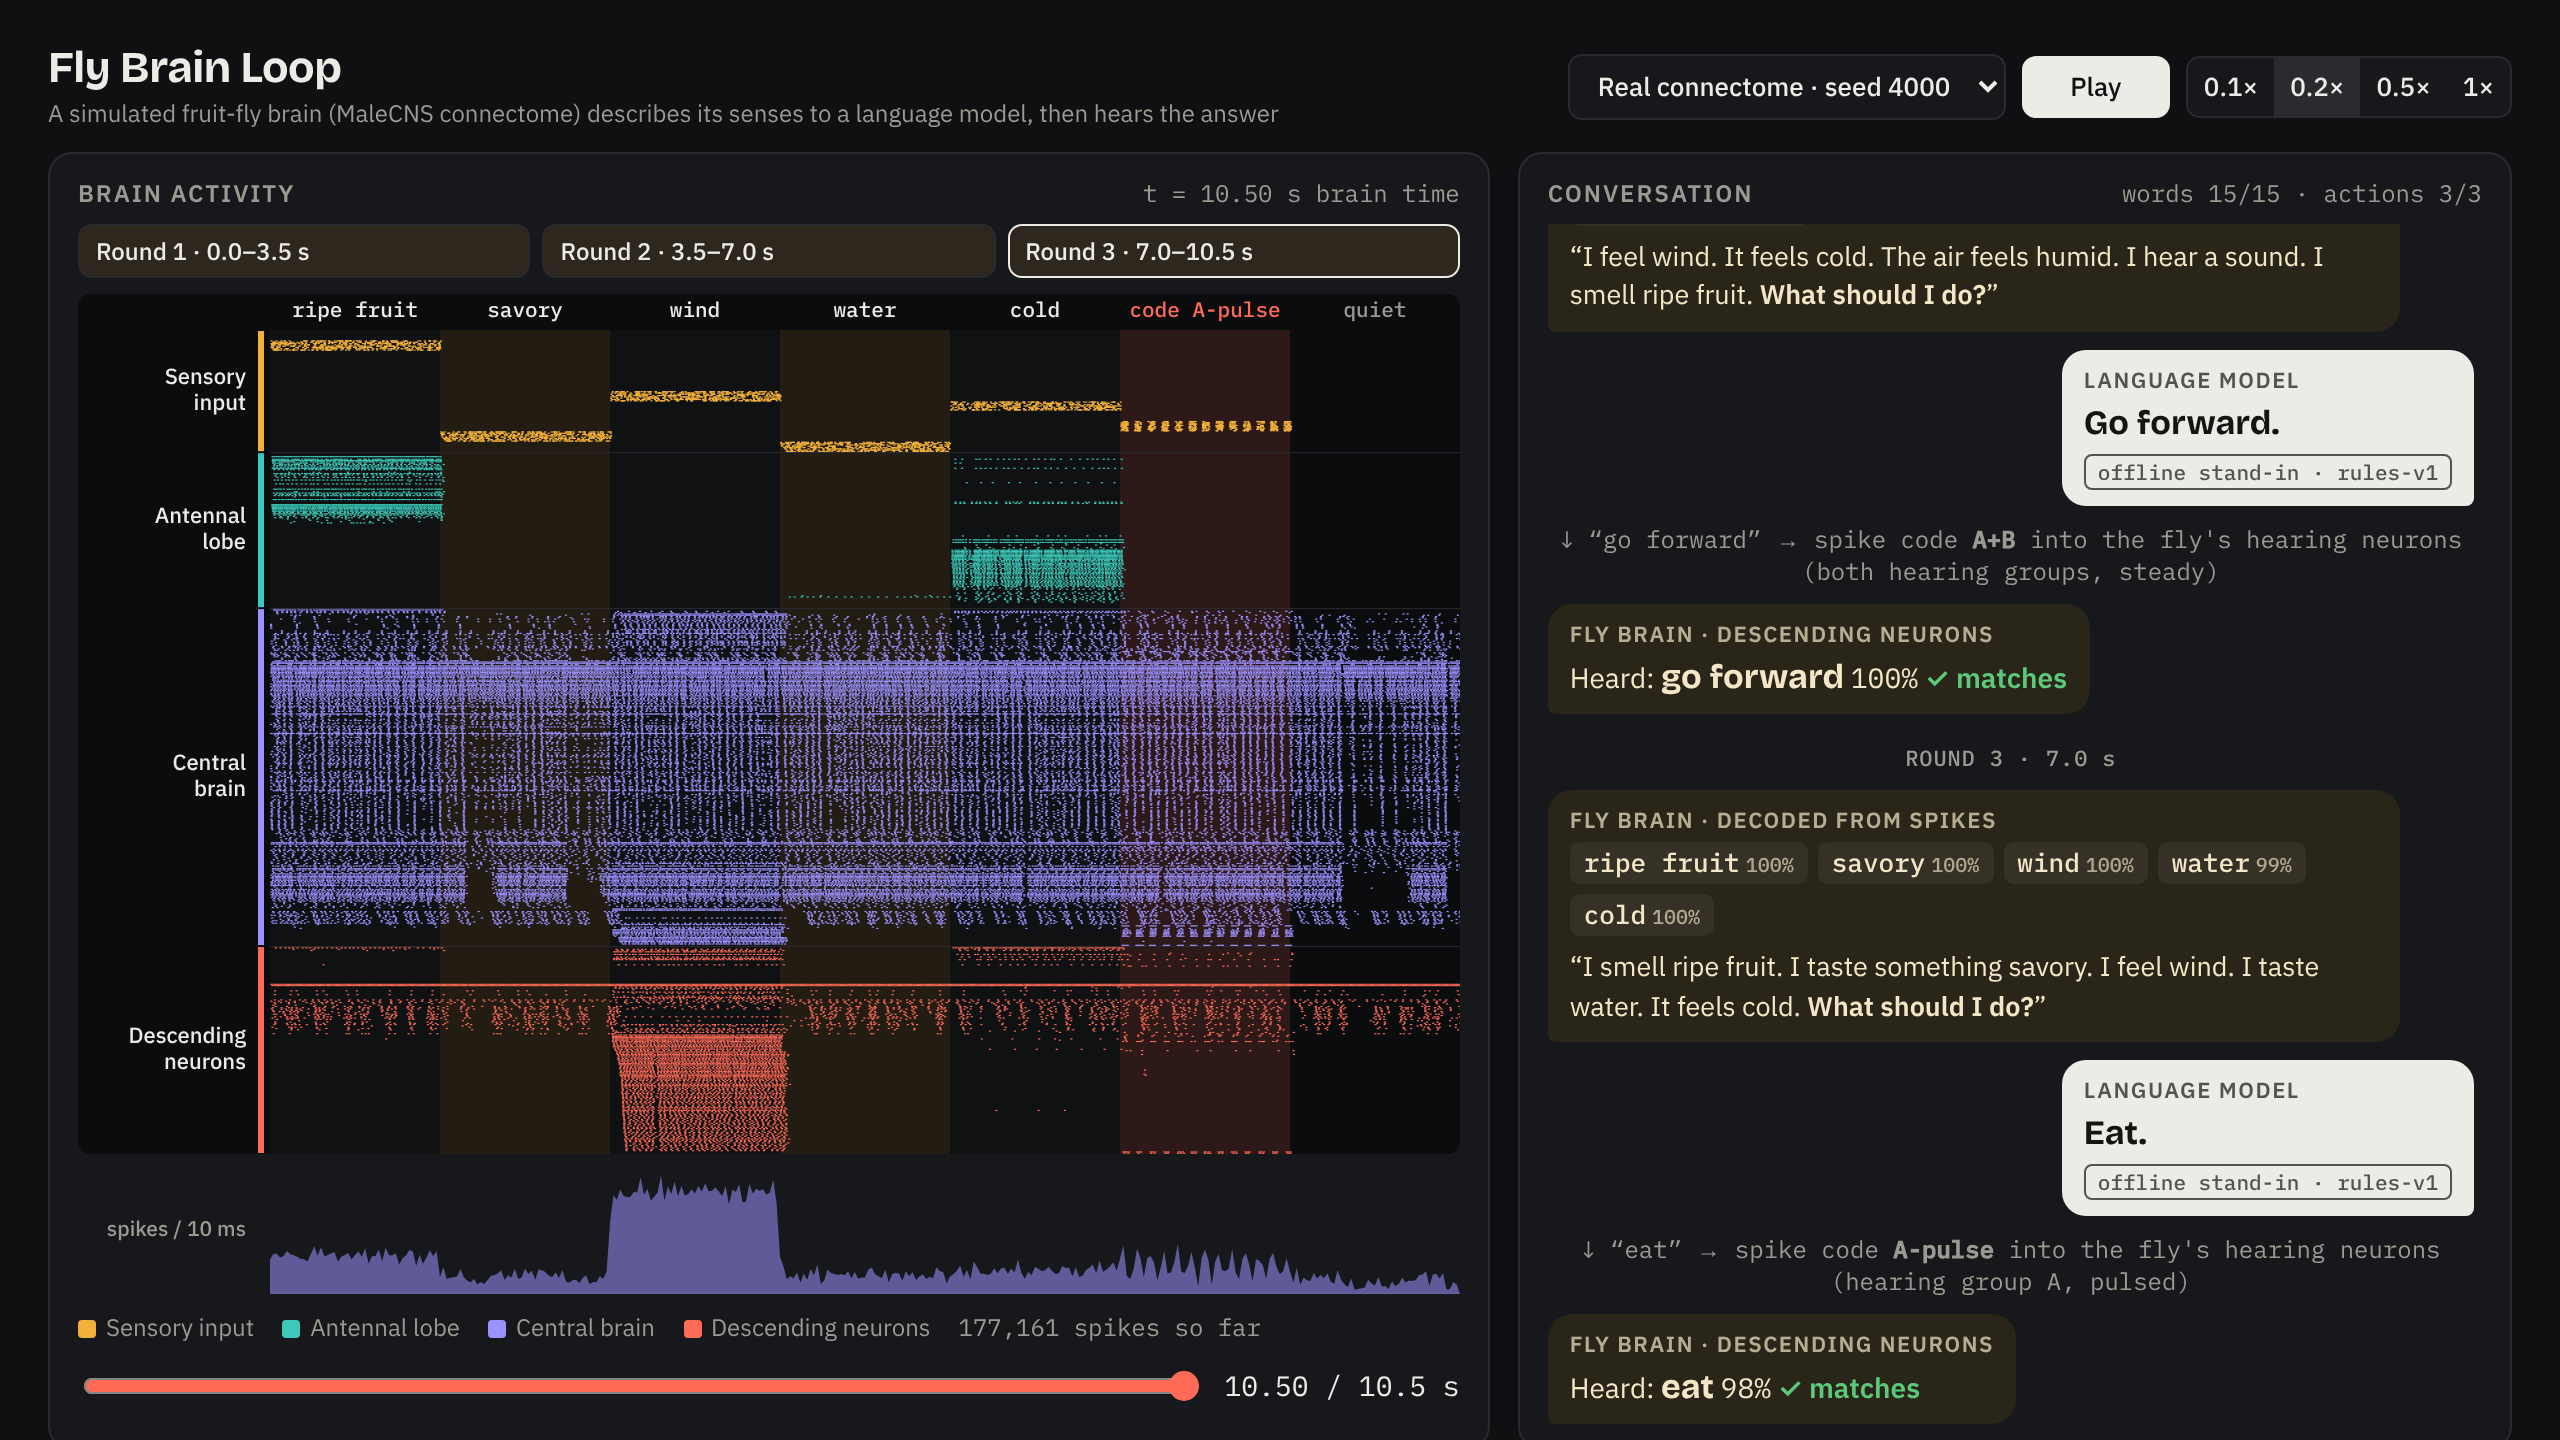 Fly Brain Loop
A simulated fruit-fly brain (MaleCNS connectome) describes its senses to a language model, then hears the answer
Real connectome · seed 4000
Play
0.1×
0.2×
0.5×
1×
BRAIN ACTIVITY
t = 10.50 s brain time
Round 1 · 0.0–3.5 s
Round 2 · 3.5–7.0 s
Round 3 · 7.0–10.5 s
ripe fruit
savory
wind
water
cold
code A-pulse
quiet
Sensory
input
Antennal
lobe
Central
brain
Descending
neurons
spikes / 10 ms
Sensory input
Antennal lobe
Central brain
Descending neurons
177,161 spikes so far
10.50 / 10.5 s
CONVERSATION
words 15/15 · actions 3/3
“I feel wind. It feels cold. The air feels humid. I hear a sound. I
smell ripe fruit. What should I do?”
LANGUAGE MODEL
Go forward.
offline stand-in · rules-v1
↓ “go forward” → spike code A+B into the fly's hearing neurons
(both hearing groups, steady)
FLY BRAIN · DESCENDING NEURONS
Heard: go forward 100% ✓ matches
ROUND 3 · 7.0 s
FLY BRAIN · DECODED FROM SPIKES
ripe fruit 100%
savory 100%
wind 100%
water 99%
cold 100%
“I smell ripe fruit. I taste something savory. I feel wind. I taste
water. It feels cold. What should I do?”
LANGUAGE MODEL
Eat.
offline stand-in · rules-v1
↓ “eat” → spike code A-pulse into the fly's hearing neurons
(hearing group A, pulsed)
FLY BRAIN · DESCENDING NEURONS
Heard: eat 98% ✓ matches